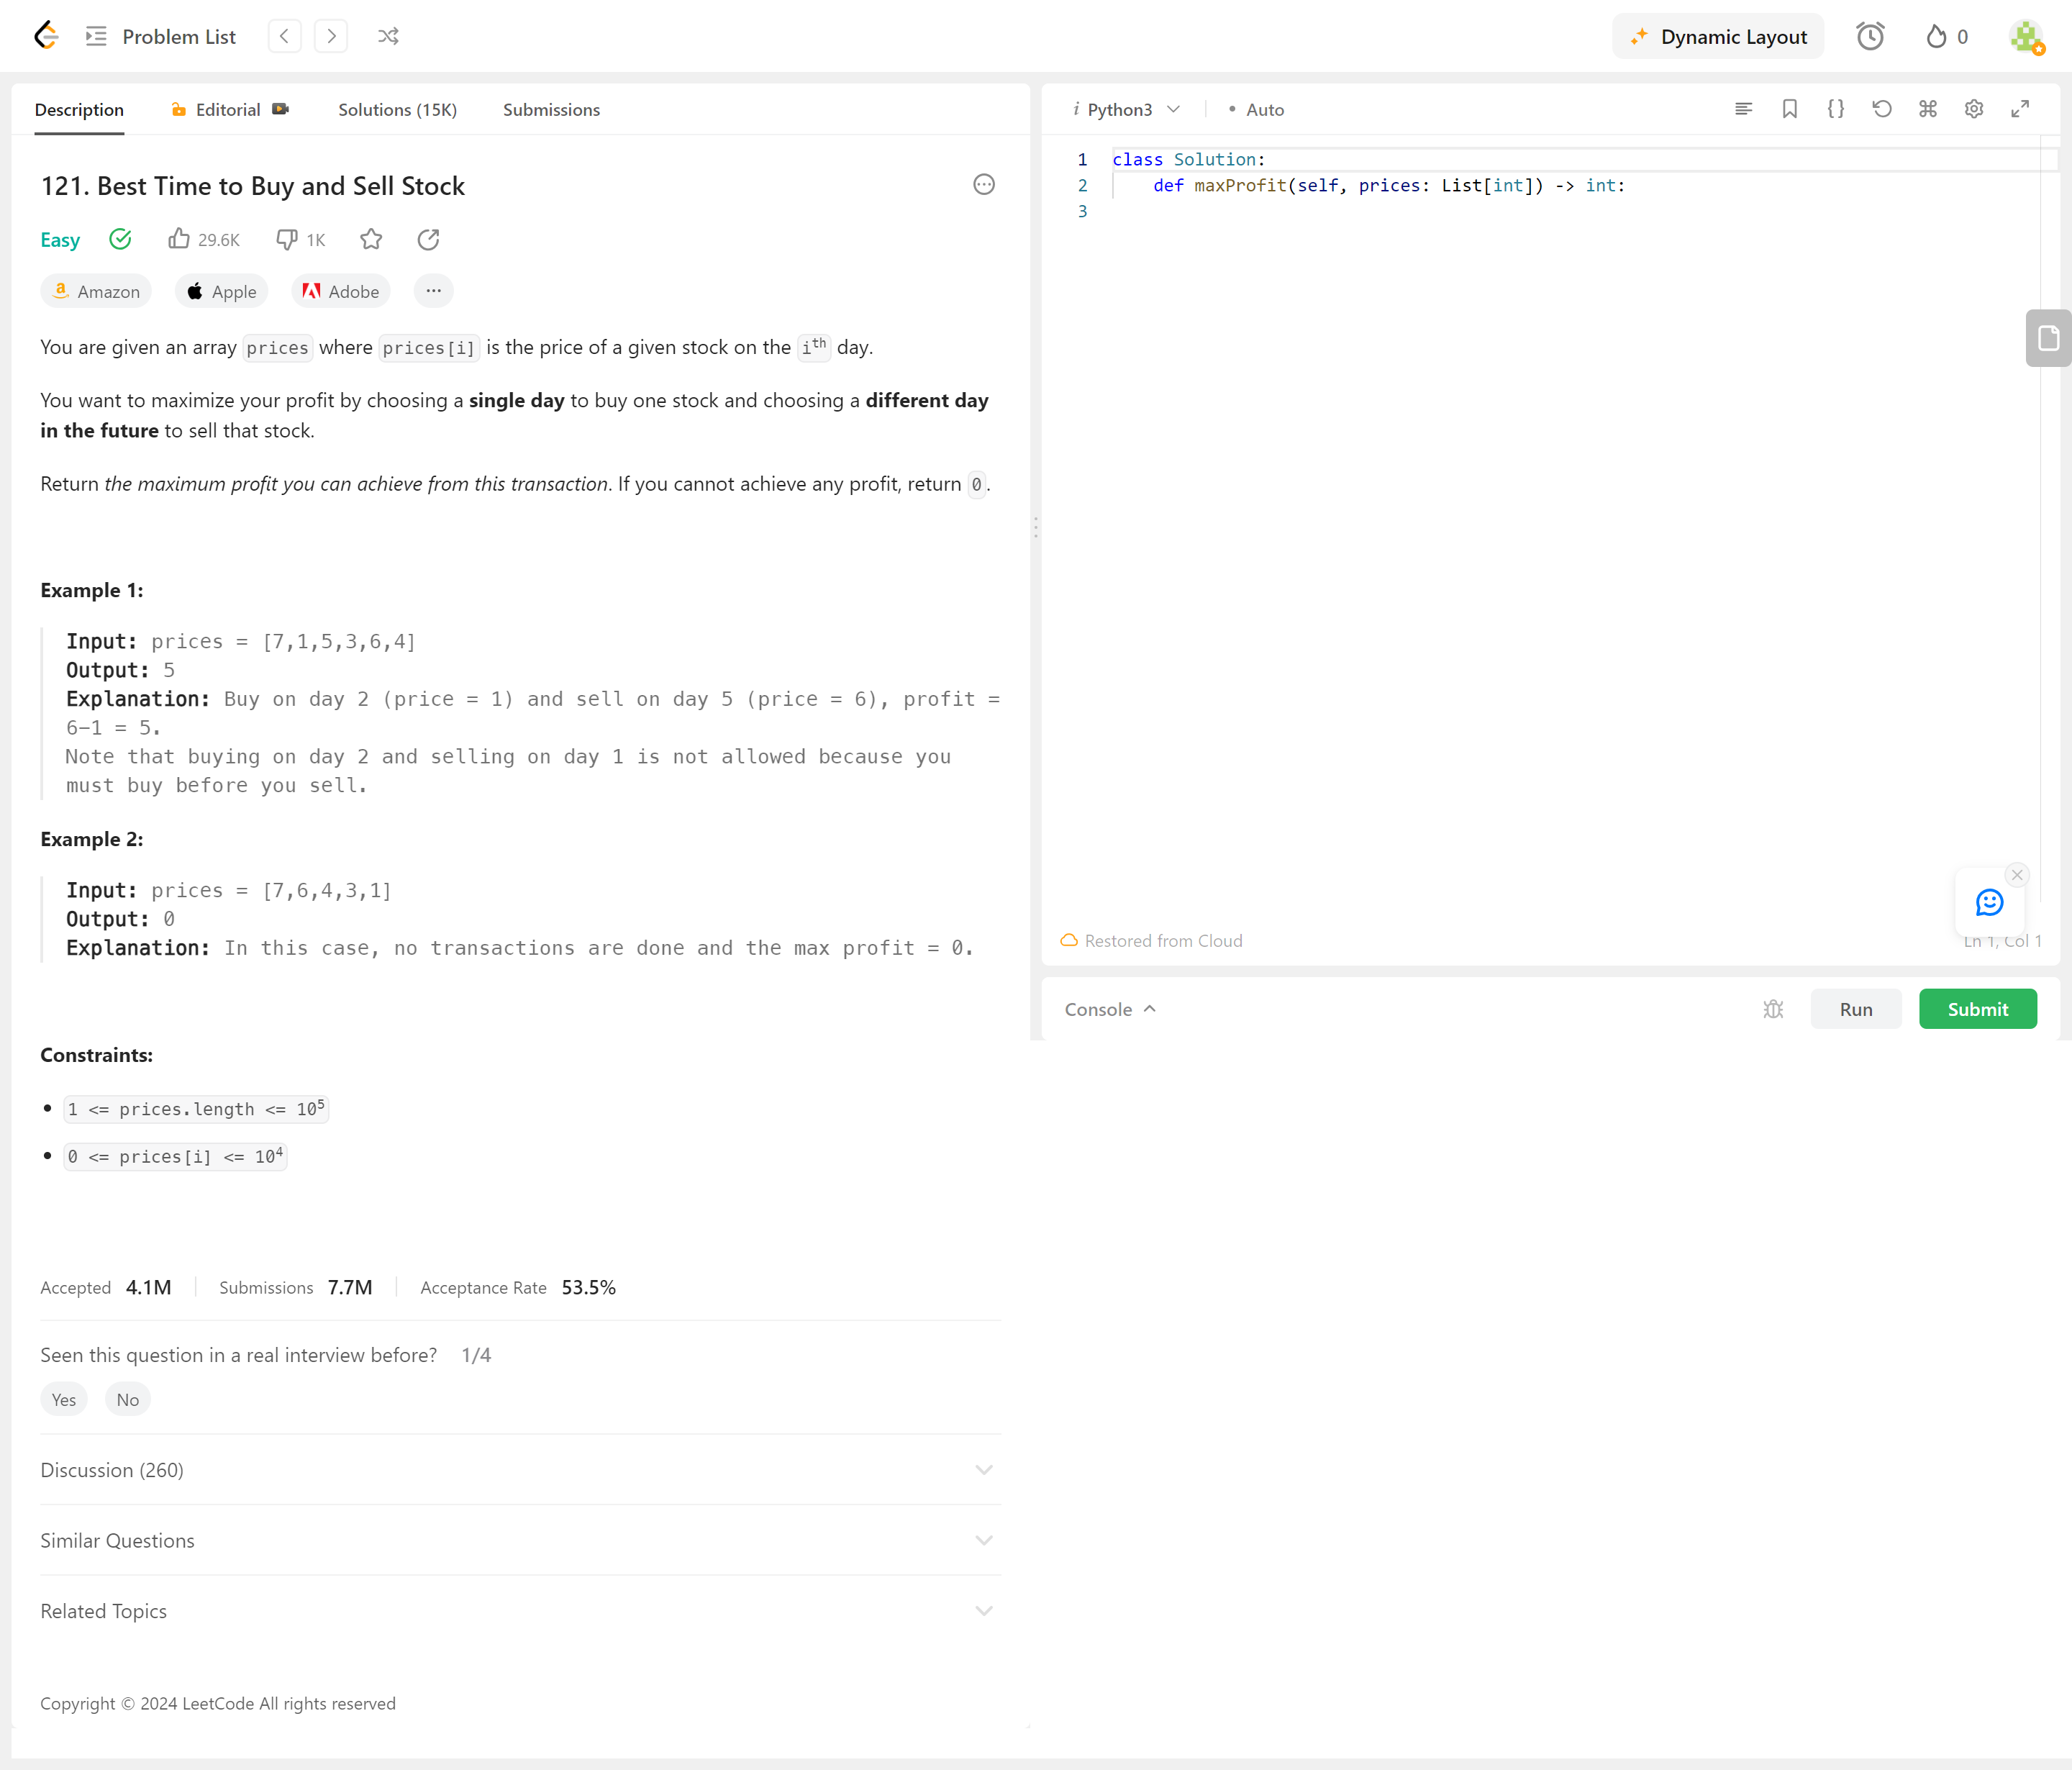 Problem List
Dynamic Layout
0
Description
Editorial
Solutions (15K)
Submissions
121. Best Time to Buy and Sell Stock
Easy
29.6K
1K
Amazon
Apple
Adobe
You are given an array prices where prices[i] is the price of a given stock on the ith day.
You want to maximize your profit by choosing a single day to buy one stock and choosing a different day
in the future to sell that stock.
Return the maximum profit you can achieve from this transaction. If you cannot achieve any profit, return 0.
Example 1:
Input: prices = [7,1,5,3,6,4]
Output: 5
Explanation: Buy on day 2 (price = 1) and sell on day 5 (price = 6), profit =
6-1 = 5.
Note that buying on day 2 and selling on day 1 is not allowed because you
must buy before you sell.
Example 2:
Input: prices = [7,6,4,3,1]
Output: 0
Explanation: In this case, no transactions are done and the max profit = 0.
Constraints:
• 1 <= prices.length <= 10⁵
• 0 <= prices[i] <= 10⁴
Accepted 4.1M
Submissions 7.7M
Acceptance Rate 53.5%
Seen this question in a real interview before? 1/4
Yes
No
Discussion (260)
Similar Questions
Related Topics
Copyright © 2024 LeetCode All rights reserved
i Python3
• Auto
{}
1 class Solution:
2 def maxProfit(self, prices: List[int]) -> int:
3
Restored from Cloud
Ln 1, Col 1
Console
Run
Submit